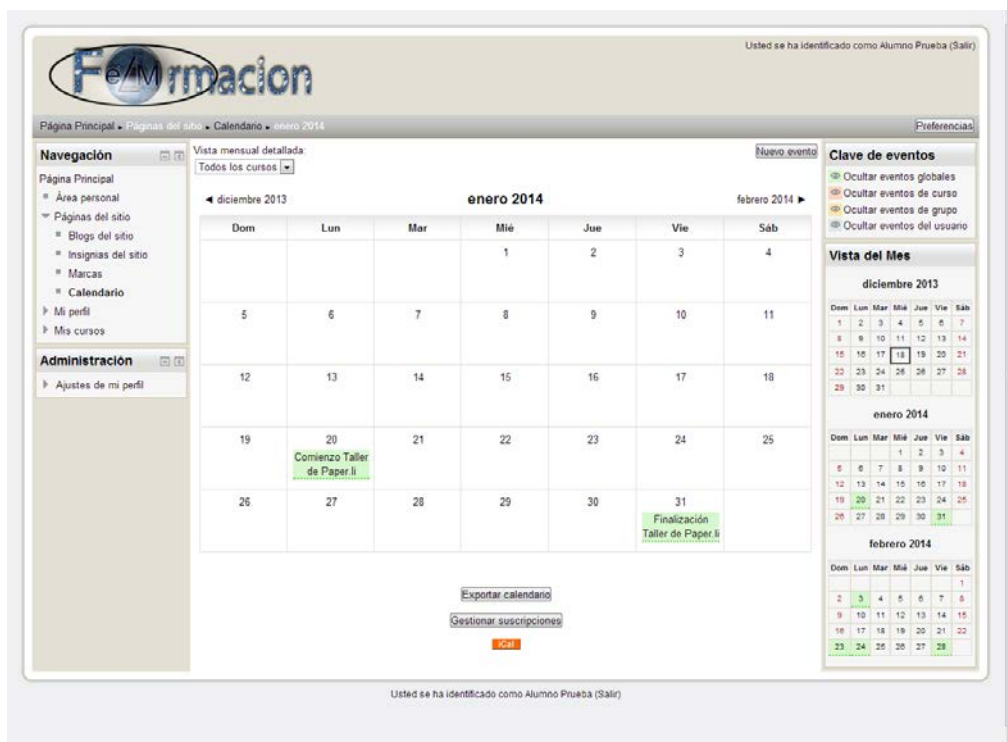 Usted se ha identificado como Alumno Prueba (Salir)
Fe/Mrmacion
Página Principal Páginas del sitio Calendario enero 2014
Preferencias
Navegación
Página Principal
Área personal
Páginas del sitio
Blogs del sitio
Insignias del sitio
Marcas
Calendario
Mi perfil
Mis cursos
Administración
Ajustes de mi perfil
Vista mensual detallada:
Todos los cursos
Nuevo evento
◄ diciembre 2013 enero 2014 febrero 2014 ►
Dom Lun Mar Mié Jue Vie Sáb
1 2 3 4
5 6 7 8 9 10 11
12 13 14 15 16 17 18
19 20 21 22 23 24 25
Comienzo Taller
de Paper.li
26 27 28 29 30 31
Finalización
Taller de Paper.li
Exportar calendario
Gestionar suscripciones
iCal
Clave de eventos
Ocultar eventos globales
Ocultar eventos de curso
Ocultar eventos de grupo
Ocultar eventos del usuario
Vista del Mes
diciembre 2013
Dom Lun Mar Mié Jue Vie Sáb
1 2 3 4 5 6 7
8 9 10 11 12 13 14
15 16 17 18 19 20 21
22 23 24 25 26 27 28
29 30 31
enero 2014
Dom Lun Mar Mié Jue Vie Sáb
1 2 3 4
5 6 7 8 9 10 11
12 13 14 15 16 17 18
19 20 21 22 23 24 25
26 27 28 29 30 31
febrero 2014
Dom Lun Mar Mié Jue Vie Sáb
1
2 3 4 5 6 7 8
9 10 11 12 13 14 15
16 17 18 19 20 21 22
23 24 25 26 27 28
Usted se ha identificado como Alumno Prueba (Salir)